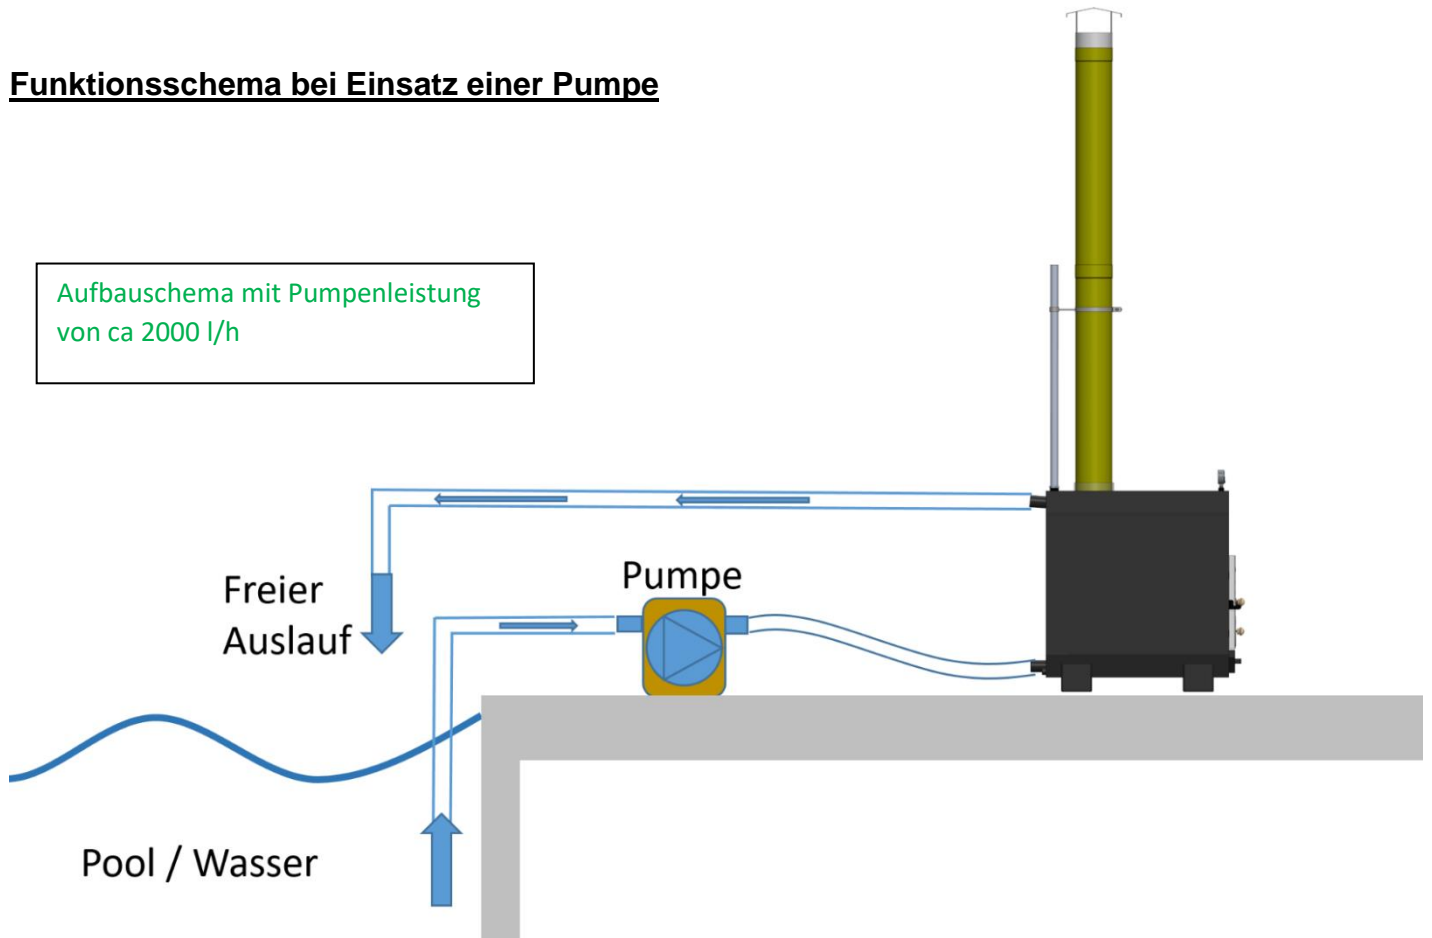 Funktionsschema bei Einsatz einer Pumpe
Aufbauschema mit Pumpenleistung
von ca 2000 l/h
Freier
Auslauf
Pumpe
Pool / Wasser